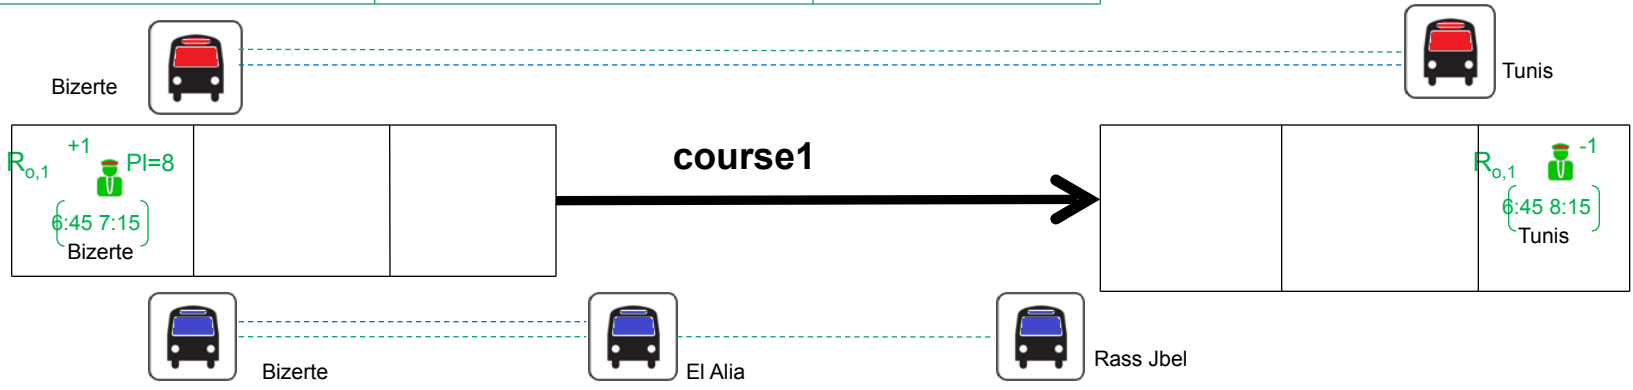 Bizerte
Tunis
course1
+1
Ro,1
Pl=8
6:45 7:15
Bizerte
-1
Ro,1
6:45 8:15
Tunis
Bizerte
El Alia
Rass Jbel